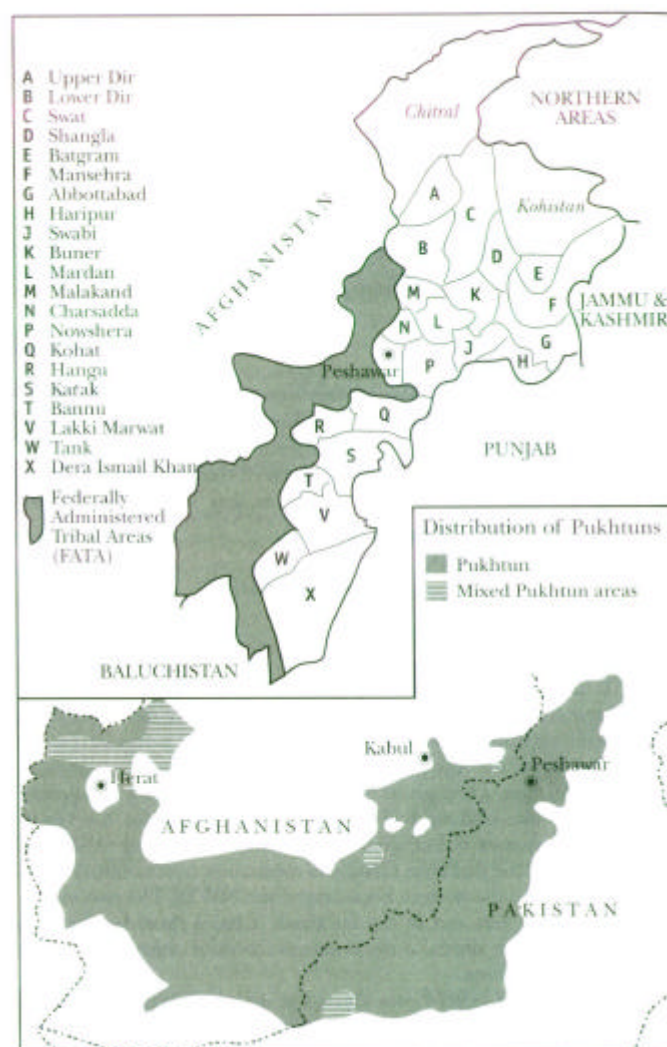 A Upper Dir
B Lower Dir
C Swat
D Shangla
E Batgram
F Mansehra
G Abbottabad
H Haripur
J Swabi
K Buner
L Mardan
M Malakand
N Charsadda
P Nowshera
Q Kohat
R Hangu
S Karak
T Bannu
V Lakki Marwat
W Tank
X Dera Ismail Khan
Federally
Administered
Tribal Areas
(FATA)
Chitral
NORTHERN
AREAS
AFGHANISTAN
Kohistan
A
C
B
D
E
F
M
K
JAMMU &
KASHMIR
N
L
J
G
H
Peshawar
P
R
Q
S
PUNJAB
T
V
W
X
BALUCHISTAN
Distribution of Pukhtuns
Pukhtun
Mixed Pukhtun areas
Kabul
Peshawar
Herat
AFGHANISTAN
PAKISTAN